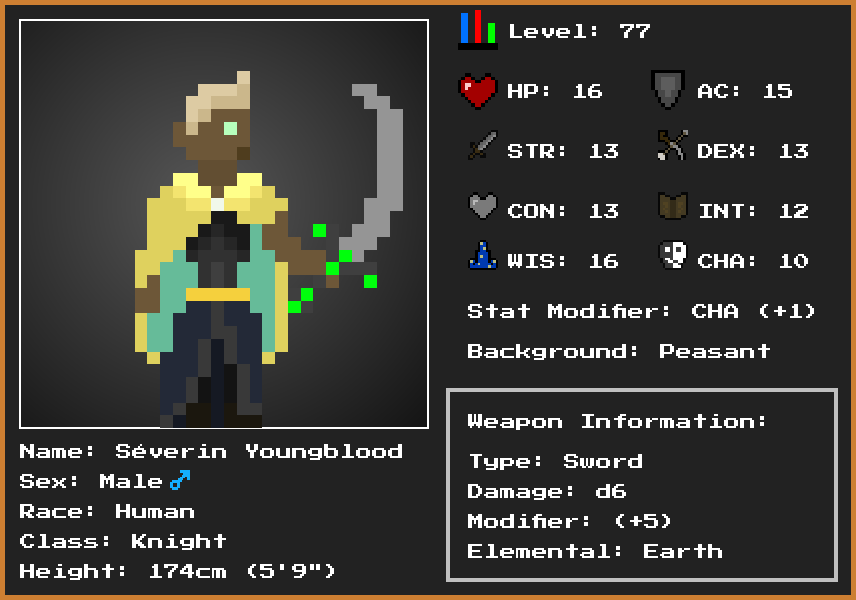 Level: 77
HP: 16
AC: 15
STR: 13
DEX: 13
CON: 13
INT: 12
WIS: 16
CHA: 10
Stat Modifier: CHA (+1)
Background: Peasant
Weapon Information:
Type: Sword
Damage: d6
Modifier: (+5)
Elemental: Earth
Name: Séverin Youngblood
Sex: Male♂
Race: Human
Class: Knight
Height: 174cm (5'9")